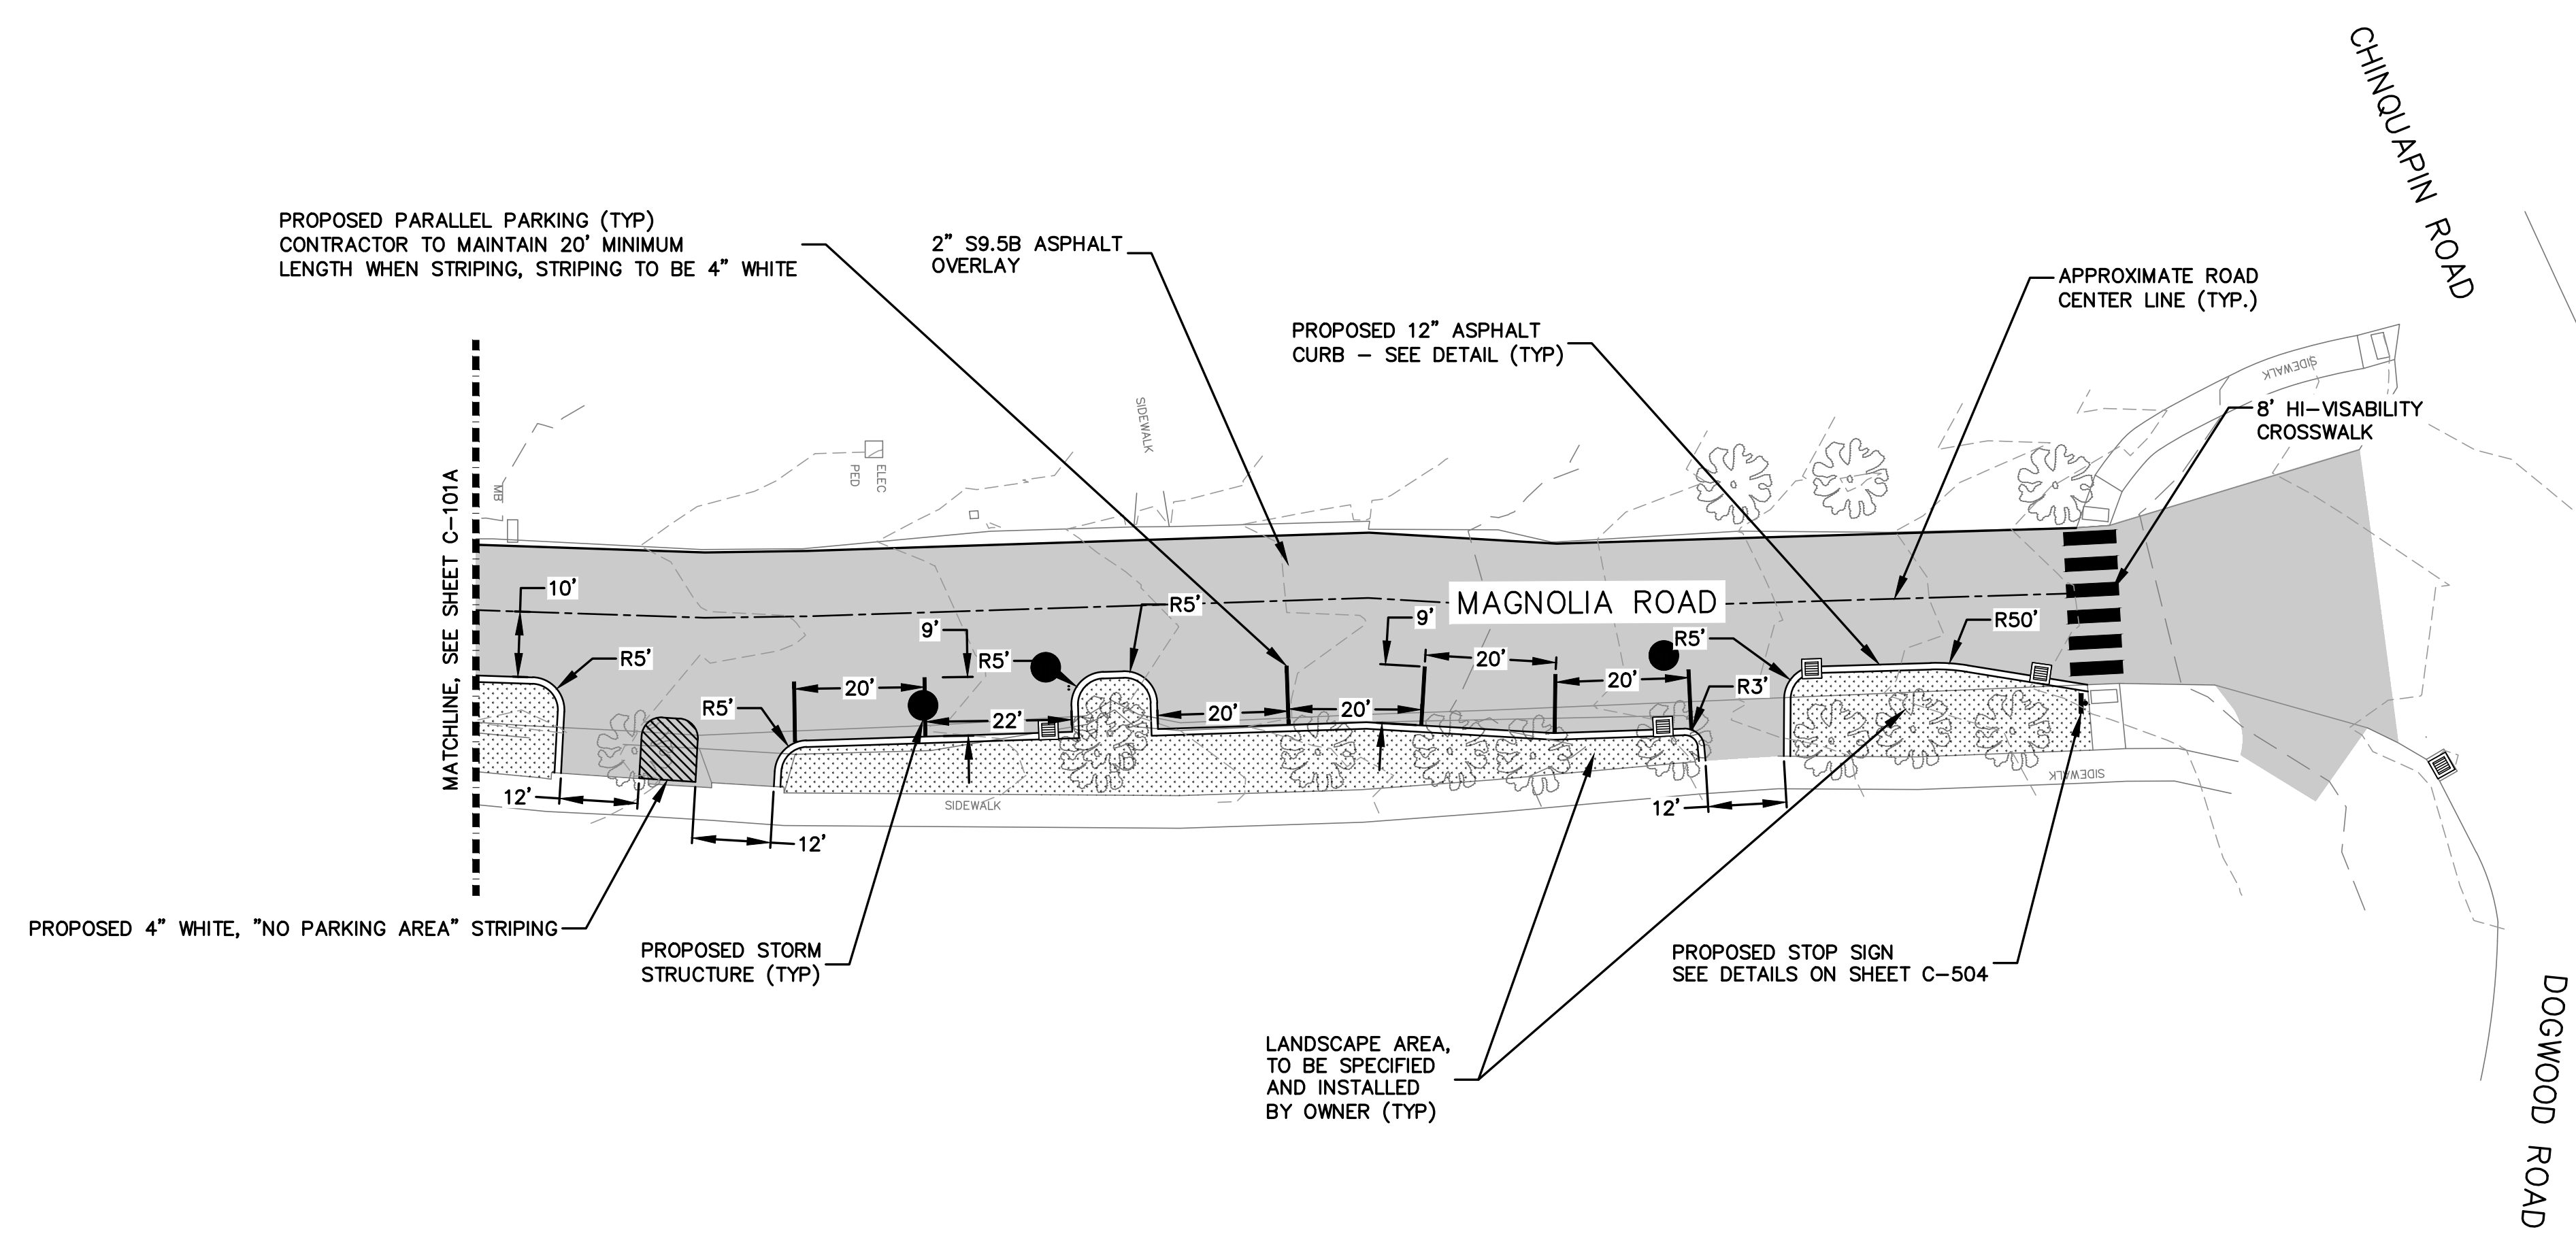 CHINQUAPIN ROAD
PROPOSED PARALLEL PARKING (TYP)
CONTRACTOR TO MAINTAIN 20' MINIMUM
LENGTH WHEN STRIPING, STRIPING TO BE 4" WHITE
2" S9.5B ASPHALT
OVERLAY
APPROXIMATE ROAD
CENTER LINE (TYP.)
PROPOSED 12" ASPHALT
CURB - SEE DETAIL (TYP)
SIDEWALK
8' HI-VISABILITY
CROSSWALK
SIDEWALK
MATCHLINE, SEE SHEET C-101A
MB
ELEC
PED
10'
MAGNOLIA ROAD
R5'
9'
9'
R50'
R5'
R5'
R5'
20'
20'
20'
R3'
R5'
22'
20'
20'
SIDEWALK
SIDEWALK
12'
12'
12'
PROPOSED 4" WHITE, "NO PARKING AREA" STRIPING
PROPOSED STORM
STRUCTURE (TYP)
PROPOSED STOP SIGN
SEE DETAILS ON SHEET C-504
LANDSCAPE AREA,
TO BE SPECIFIED
AND INSTALLED
BY OWNER (TYP)
DOGWOOD ROAD